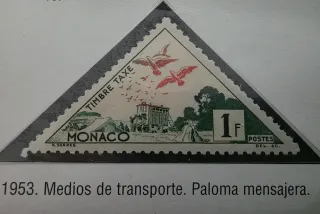 TIMBRE TAXE
MONACO
1F
POSTES
1953. Medios de transporte. Paloma mensajera.